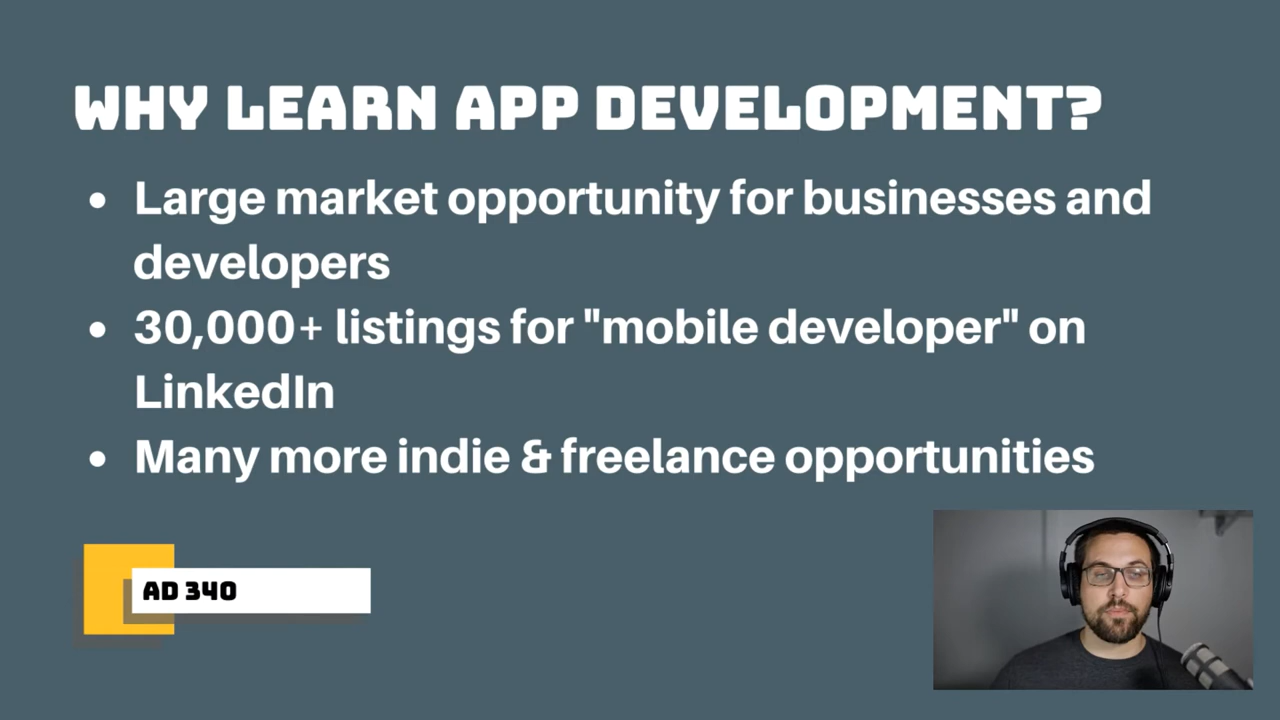 WHY LEARN APP DEVELOPMENT?
• Large market opportunity for businesses and
developers
• 30,000+ listings for "mobile developer" on
LinkedIn
• Many more indie & freelance opportunities
AD 340